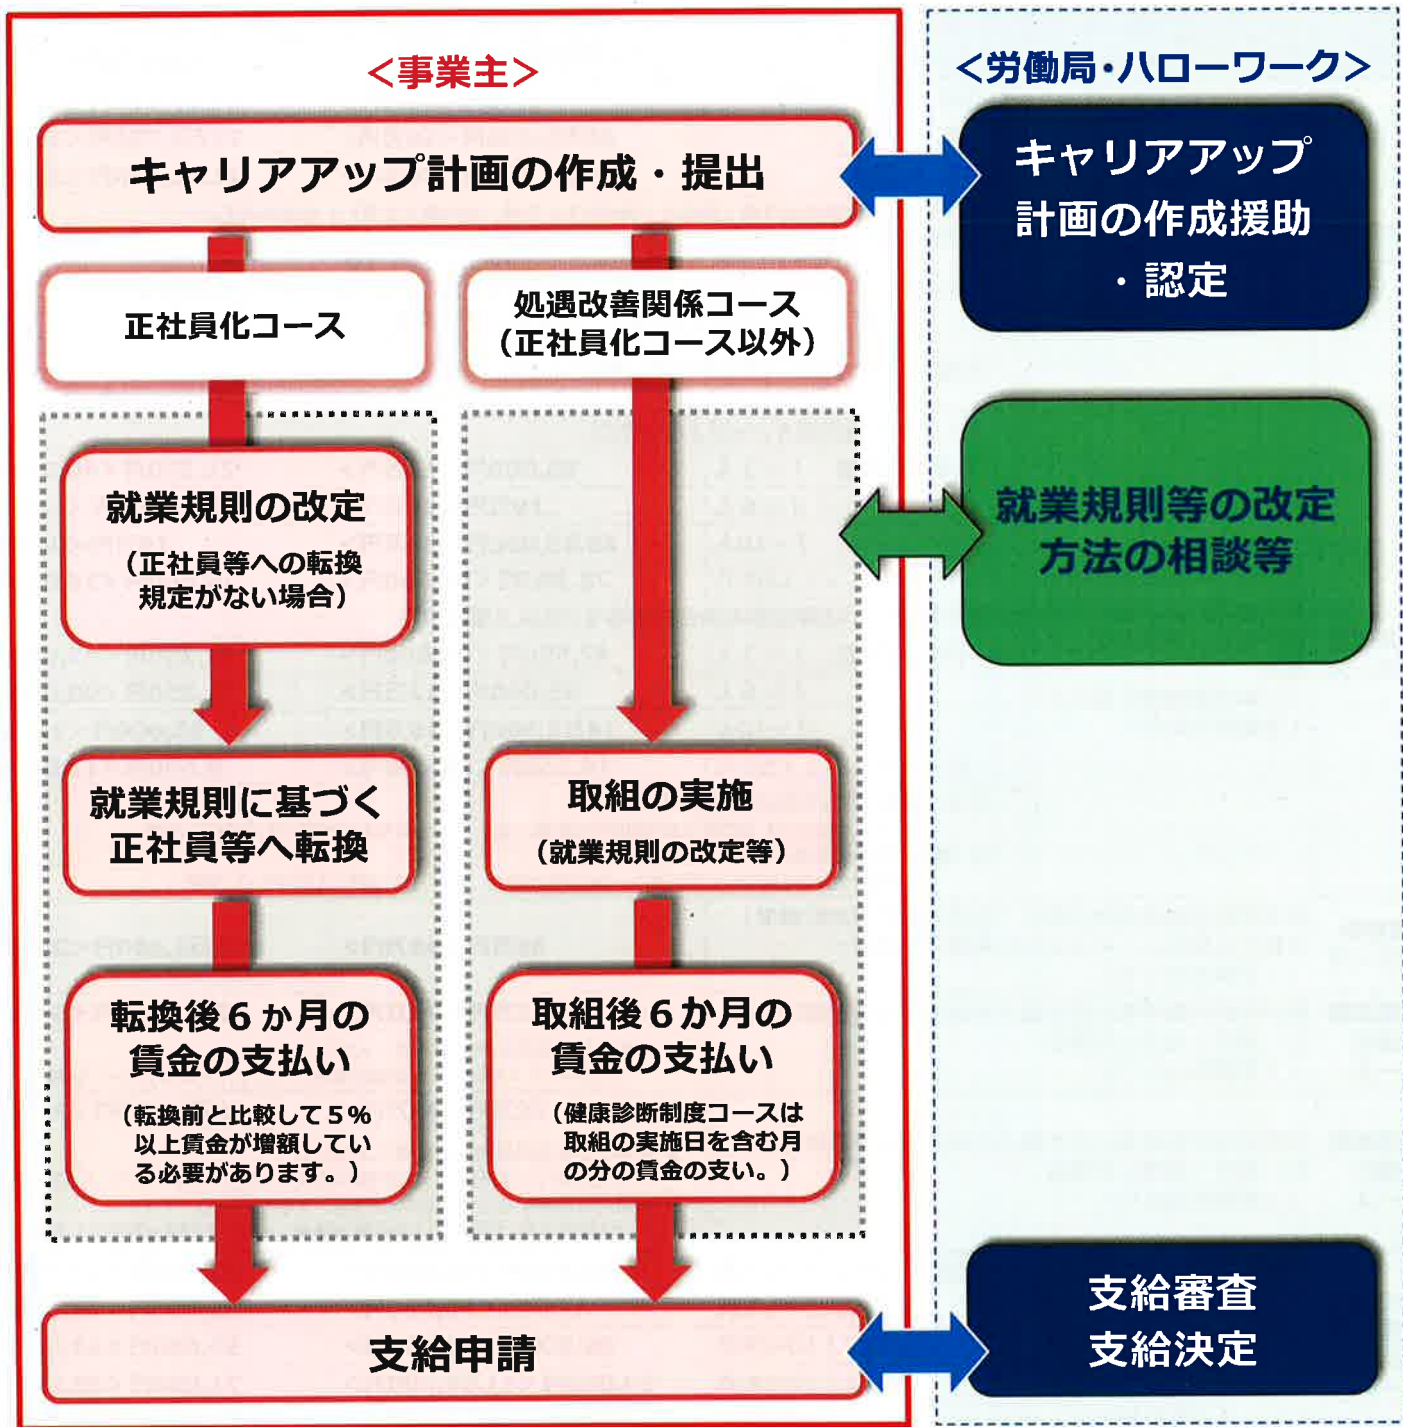 ＜事業主＞
＜労働局・ハローワーク＞
キャリアアップ計画の作成・提出
キャリアアップ
計画の作成援助
・認定
正社員化コース
処遇改善関係コース
（正社員化コース以外）
就業規則の改定
（正社員等への転換
規定がない場合）
就業規則等の改定
方法の相談等
就業規則に基づく
正社員等へ転換
取組の実施
（就業規則の改定等）
転換後６か月の
賃金の支払い
（転換前と比較して５％
以上賃金が増額してい
る必要があります。）
取組後６か月の
賃金の支払い
（健康診断制度コースは
取組の実施日を含む月
の分の賃金の支い。）
支給申請
支給審査
支給決定